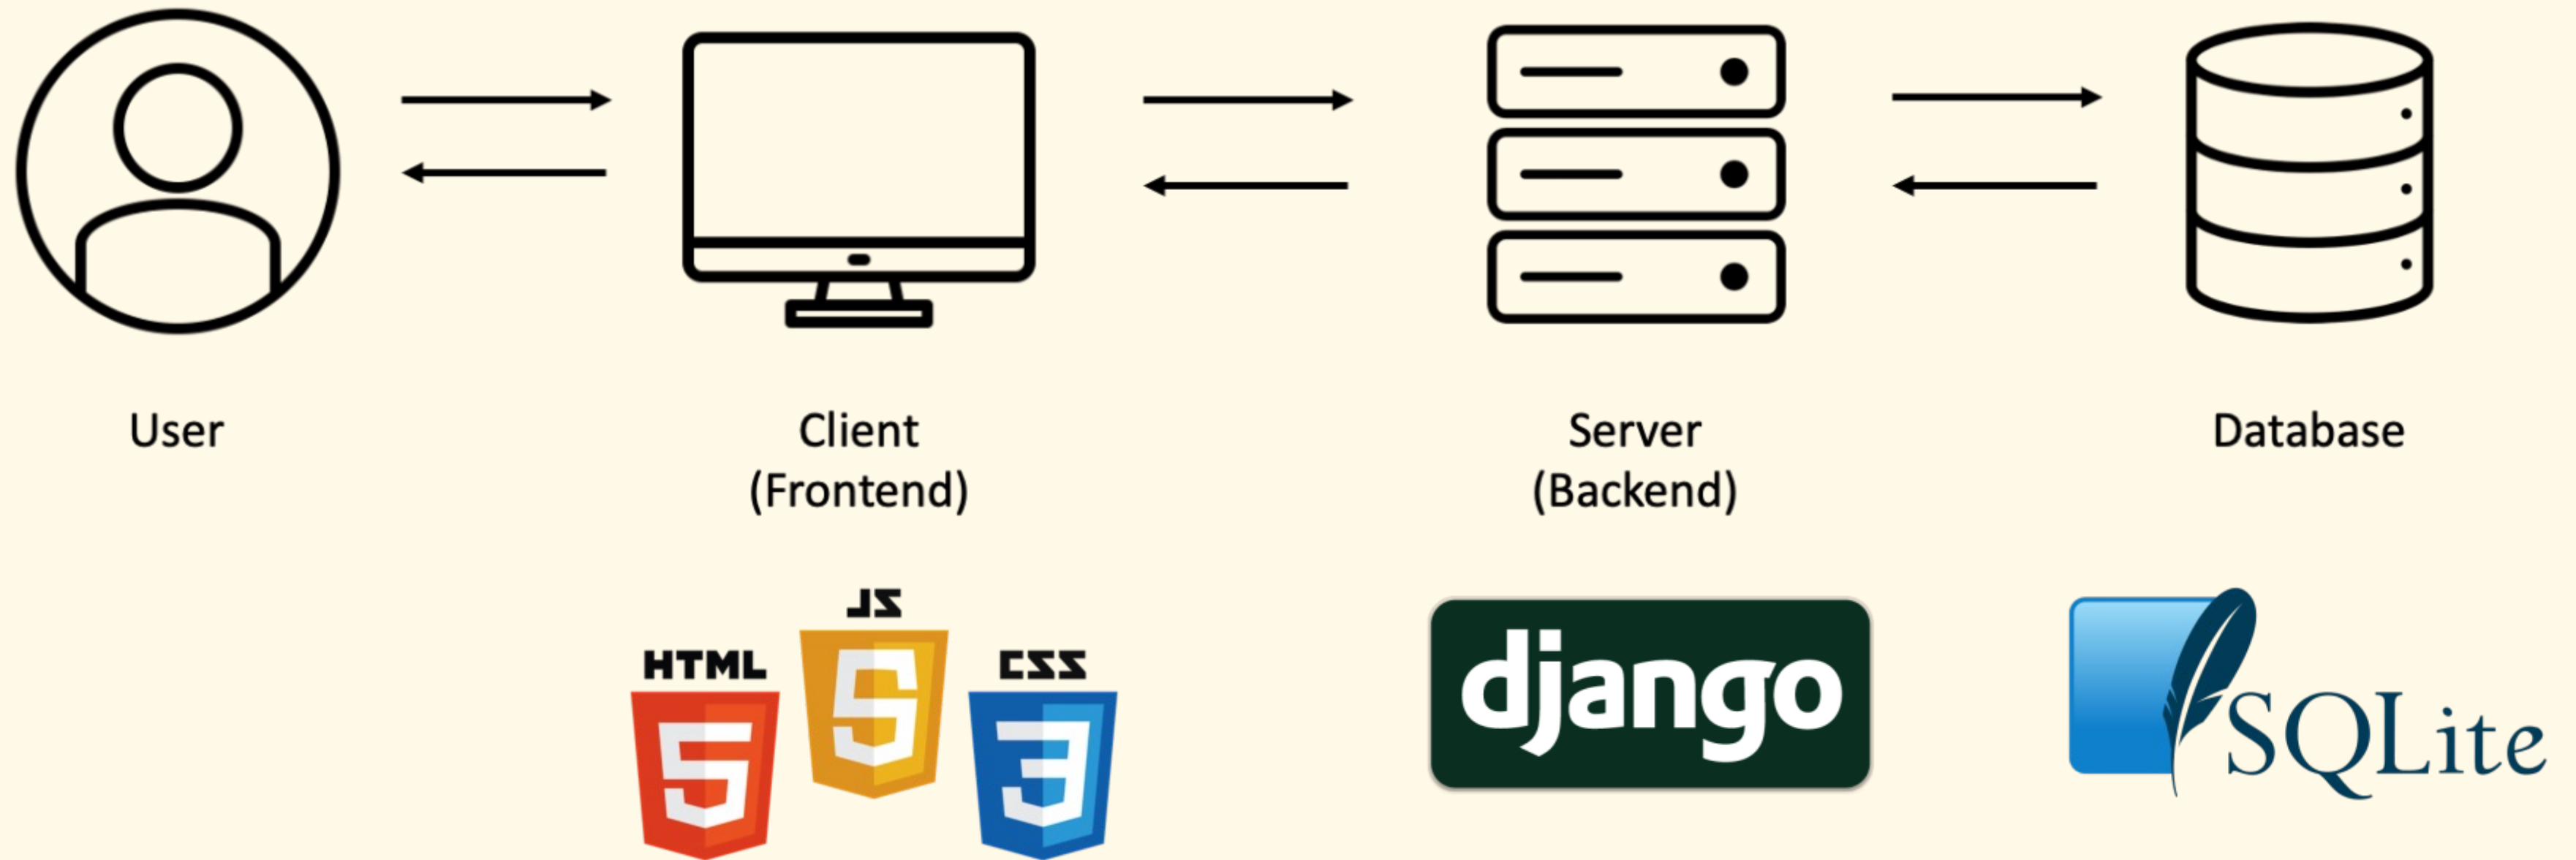 User
Client
(Frontend)
Server
(Backend)
Database
JS
HTML
CSS
5
5
3
django
SQLite